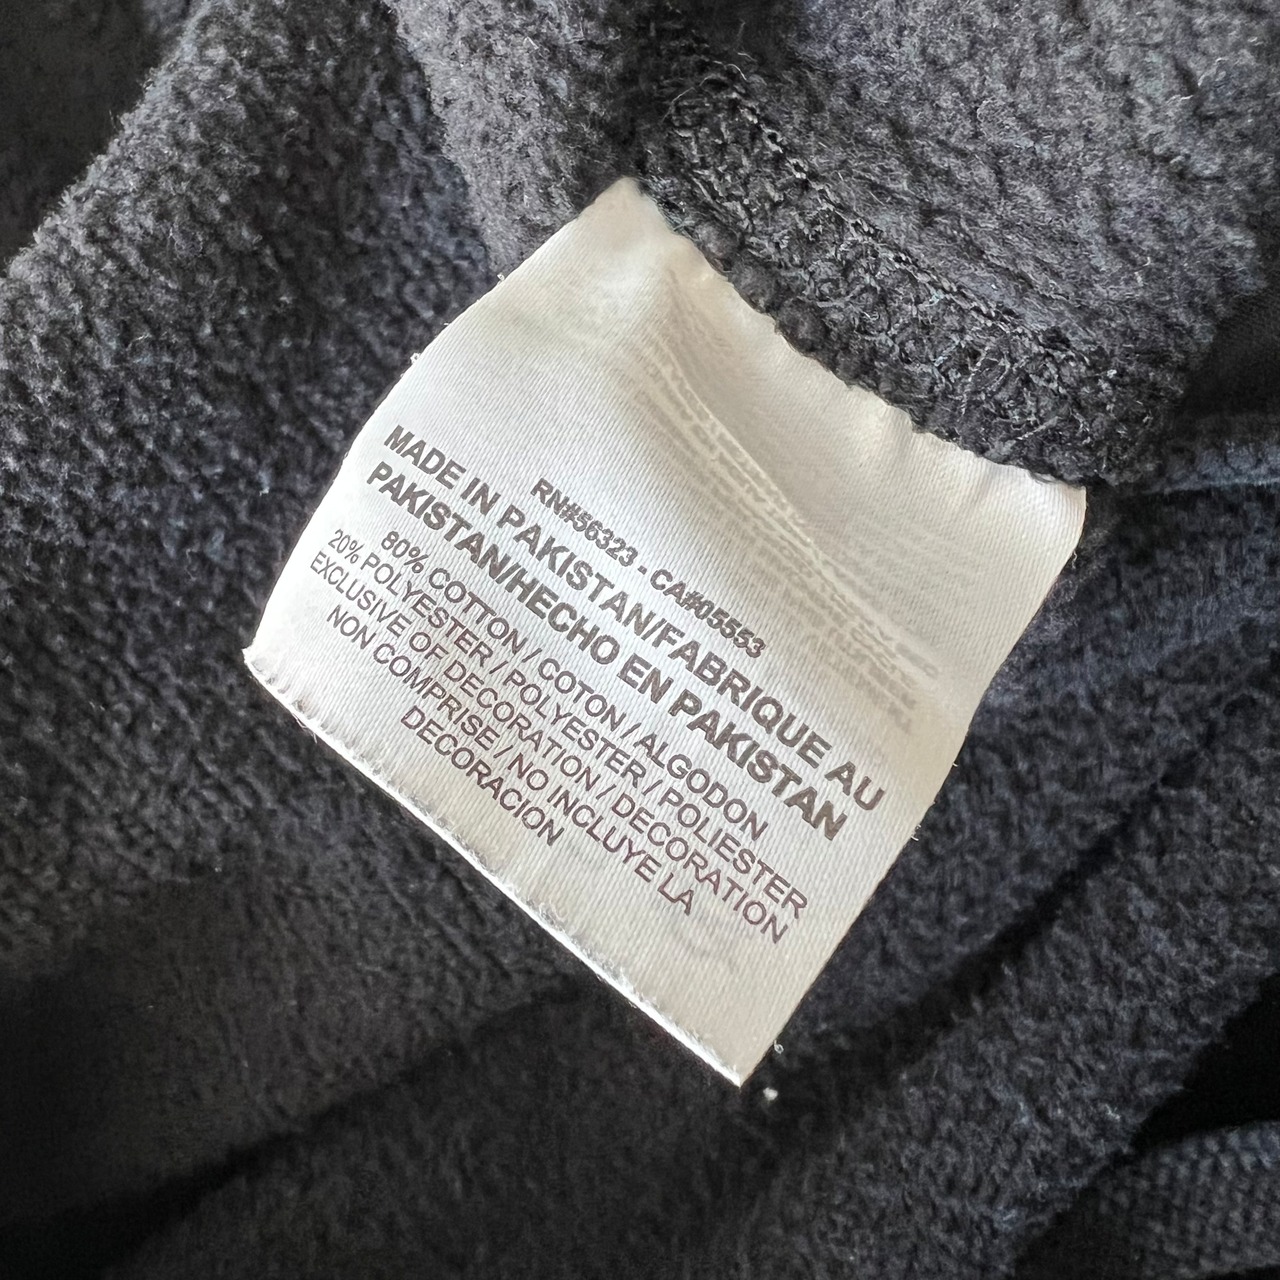 RN#56323 - CA#05553
MADE IN PAKISTAN/FABRIQUE AU
PAKISTAN/HECHO EN PAKISTAN
80% COTTON / COTON / ALGODON
20% POLYESTER / POLYESTER / POLIESTER
EXCLUSIVE OF DECORATION / DECORATION
NON COMPRISE / NO INCLUYE LA
DECORACION